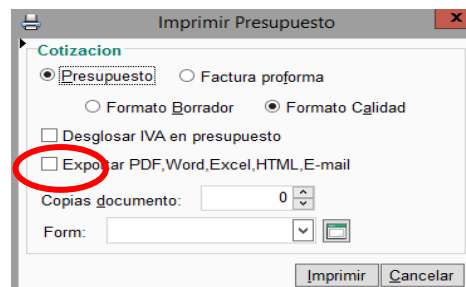 Imprimir Presupuesto x
Cotizacion
Presupuesto Factura proforma
Formato Borrador Formato Calidad
Desglosar IVA en presupuesto
Exportar PDF,Word,Excel,HTML,E-mail
Copias documento: 0
Form:
Imprimir Cancelar